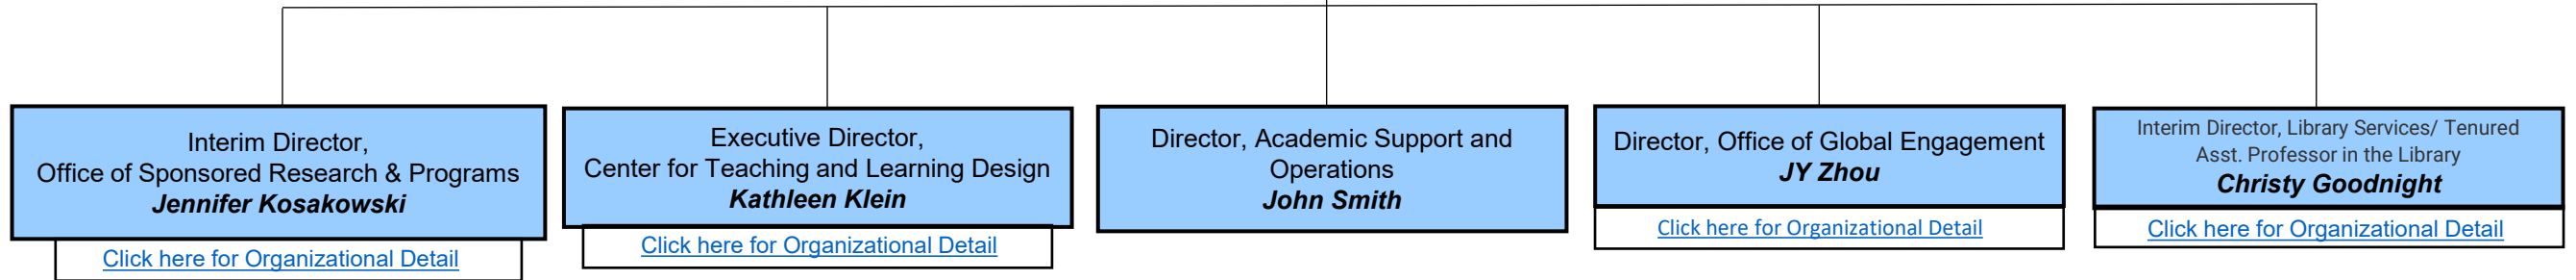 Interim Director,
Office of Sponsored Research & Programs
Jennifer Kosakowski
Click here for Organizational Detail
Executive Director,
Center for Teaching and Learning Design
Kathleen Klein
Click here for Organizational Detail
Director, Academic Support and
Operations
John Smith
Director, Office of Global Engagement
JY Zhou
Click here for Organizational Detail
Interim Director, Library Services/ Tenured
Asst. Professor in the Library
Christy Goodnight
Click here for Organizational Detail